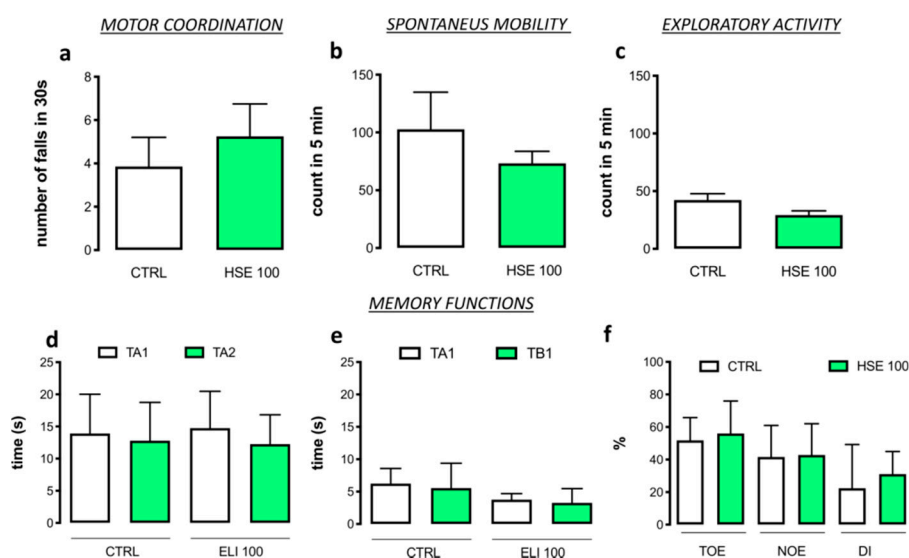 MOTOR COORDINATION
SPONTANEUS MOBILITY
EXPLORATORY ACTIVITY
a
number of falls in 30s
8
6
4
2
0
CTRL
HSE 100
b
count in 5 min
150
100
50
0
CTRL
HSE 100
c
count in 5 min
150
100
50
0
CTRL
HSE 100
MEMORY FUNCTIONS
d
TA1
TA2
time (s)
25
20
15
10
5
0
CTRL
ELI 100
e
TA1
TB1
time (s)
25
20
15
10
5
0
CTRL
ELI 100
f
CTRL
HSE 100
%
100
80
60
40
20
0
TOE
NOE
DI